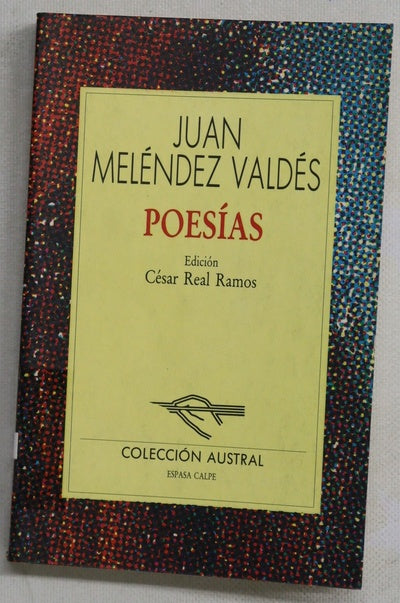 JUAN
MELÉNDEZ VALDÉS
POESÍAS
Edición
César Real Ramos
COLECCIÓN AUSTRAL
ESPASA CALPE